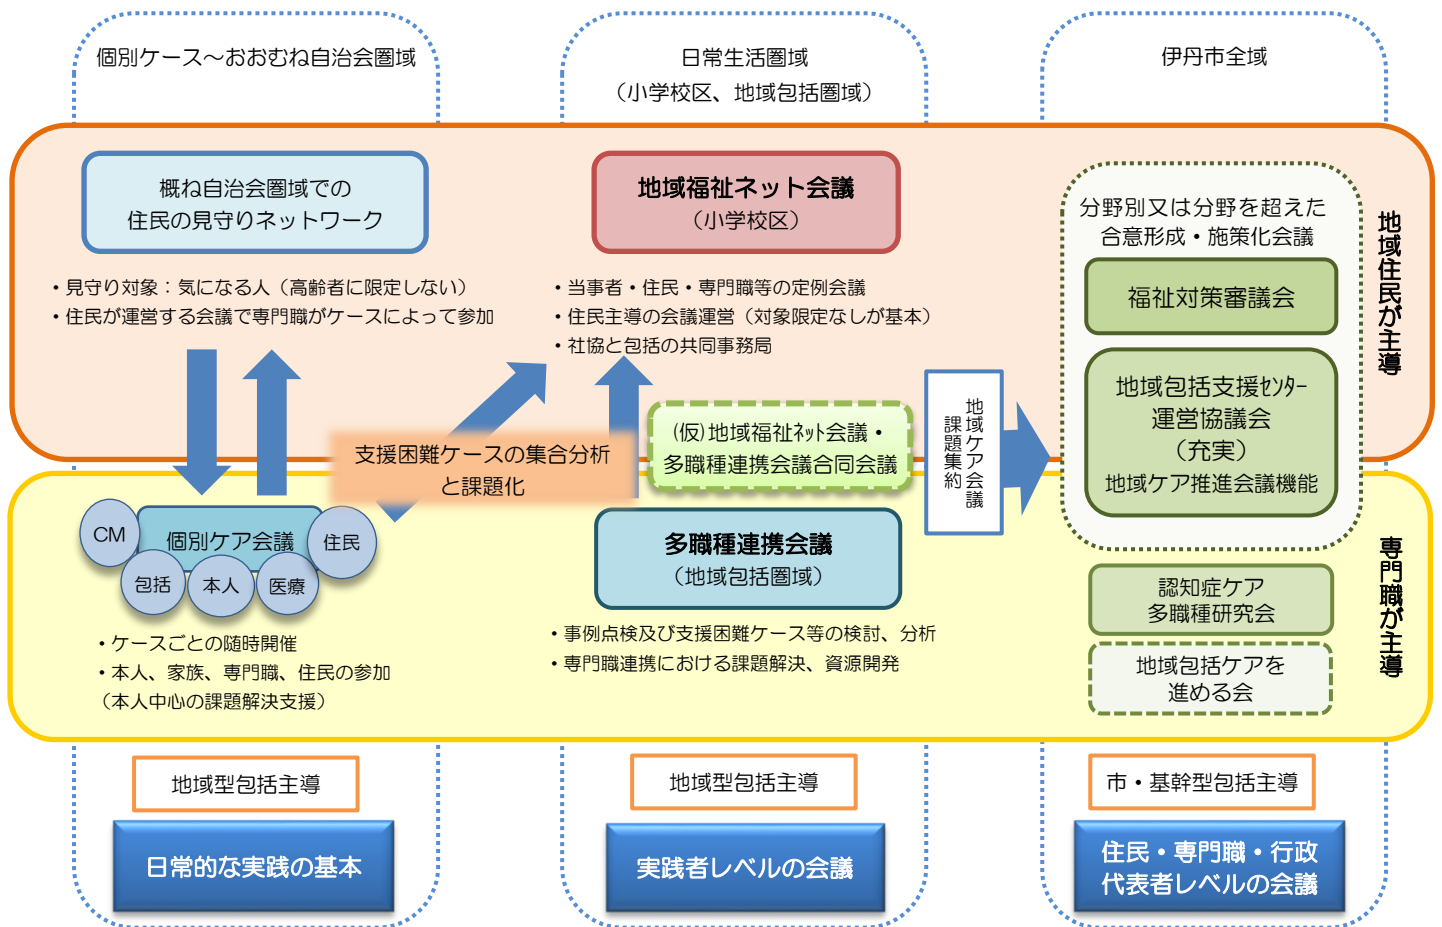 個別ケース～おおむね自治会圏域
日常生活圏域
（小学校区、地域包括圏域）
伊丹市全域
概ね自治会圏域での
住民の見守りネットワーク
・見守り対象：気になる人（高齢者に限定しない）
・住民が運営する会議で専門職がケースによって参加
地域福祉ネット会議
（小学校区）
・当事者・住民・専門職等の定例会議
・住民主導の会議運営（対象限定なしが基本）
・社協と包括の共同事務局
分野別又は分野を超えた
合意形成・施策化会議
福祉対策審議会
地域包括支援ｾﾝﾀｰ
運営協議会
（充実）
地域ケア推進会議機能
地域住民が主導
支援困難ケースの集合分析
と課題化
(仮)地域福祉ﾈｯﾄ会議・
多職種連携会議合同会議
地域ケア会議
課題集約
CM
個別ケア会議
住民
包括
本人
医療
・ケースごとの随時開催
・本人、家族、専門職、住民の参加
（本人中心の課題解決支援）
多職種連携会議
（地域包括圏域）
・事例点検及び支援困難ケース等の検討、分析
・専門職連携における課題解決、資源開発
認知症ケア
多職種研究会
地域包括ケアを
進める会
専門職が主導
地域型包括主導
地域型包括主導
市・基幹型包括主導
日常的な実践の基本
実践者レベルの会議
住民・専門職・行政
代表者レベルの会議